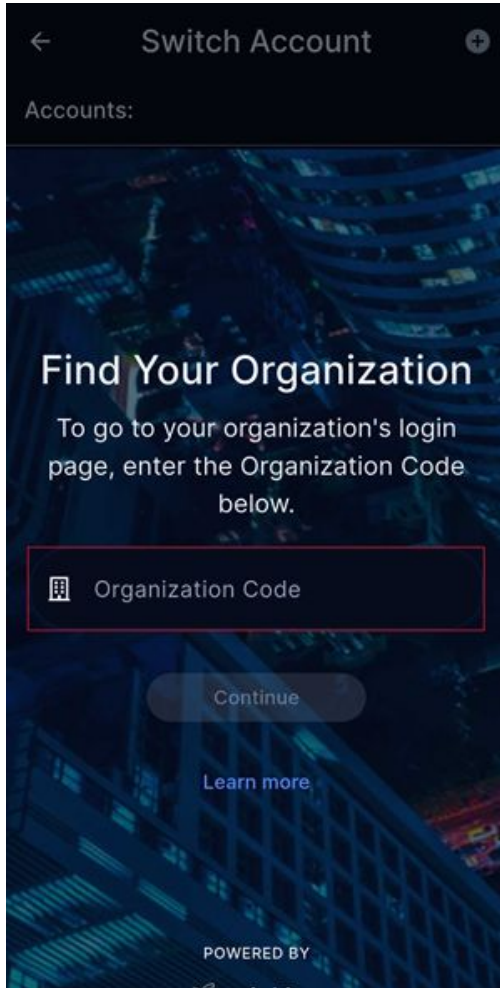 Switch Account
Accounts:
Find Your Organization
To go to your organization's login
page, enter the Organization Code
below.
Organization Code
Continue
Learn more
POWERED BY